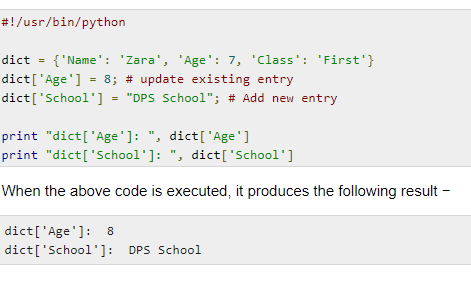 #!/usr/bin/python
dict = {'Name': 'Zara', 'Age': 7, 'Class': 'First'}
dict['Age'] = 8; # update existing entry
dict['School'] = "DPS School"; # Add new entry
print "dict['Age']: ", dict['Age']
print "dict['School']: ", dict['School']
When the above code is executed, it produces the following result −
dict['Age']:  8
dict['School']:  DPS School